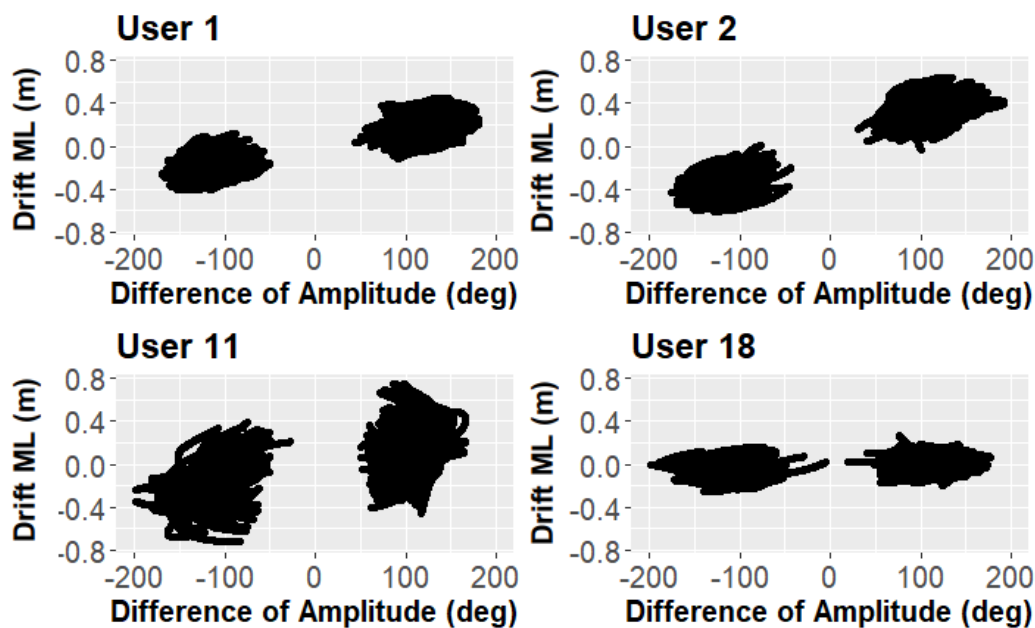 User 1
Drift ML (m)
0.8
0.4
0.0
-0.4
-0.8
-200 -100 0 100 200
Difference of Amplitude (deg)
User 2
Drift ML (m)
0.8
0.4
0.0
-0.4
-0.8
-200 -100 0 100 200
Difference of Amplitude (deg)
User 11
Drift ML (m)
0.8
0.4
0.0
-0.4
-0.8
-200 -100 0 100 200
Difference of Amplitude (deg)
User 18
Drift ML (m)
0.8
0.4
0.0
-0.4
-0.8
-200 -100 0 100 200
Difference of Amplitude (deg)